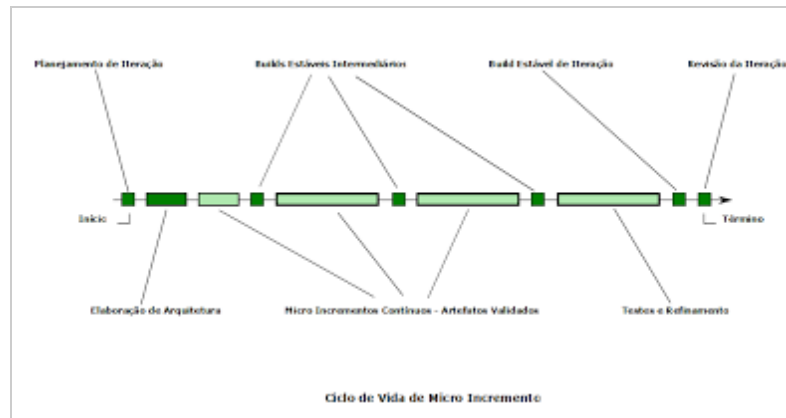 Planejamento de Iteração
Builds Estáveis Intermediários
Build Estável de Iteração
Revisão da Iteração
Início
Término
Elaboração de Arquitetura
Micro Incrementos Contínuos - Artefatos Validados
Testes e Refinamento
Ciclo de Vida de Micro Incremento